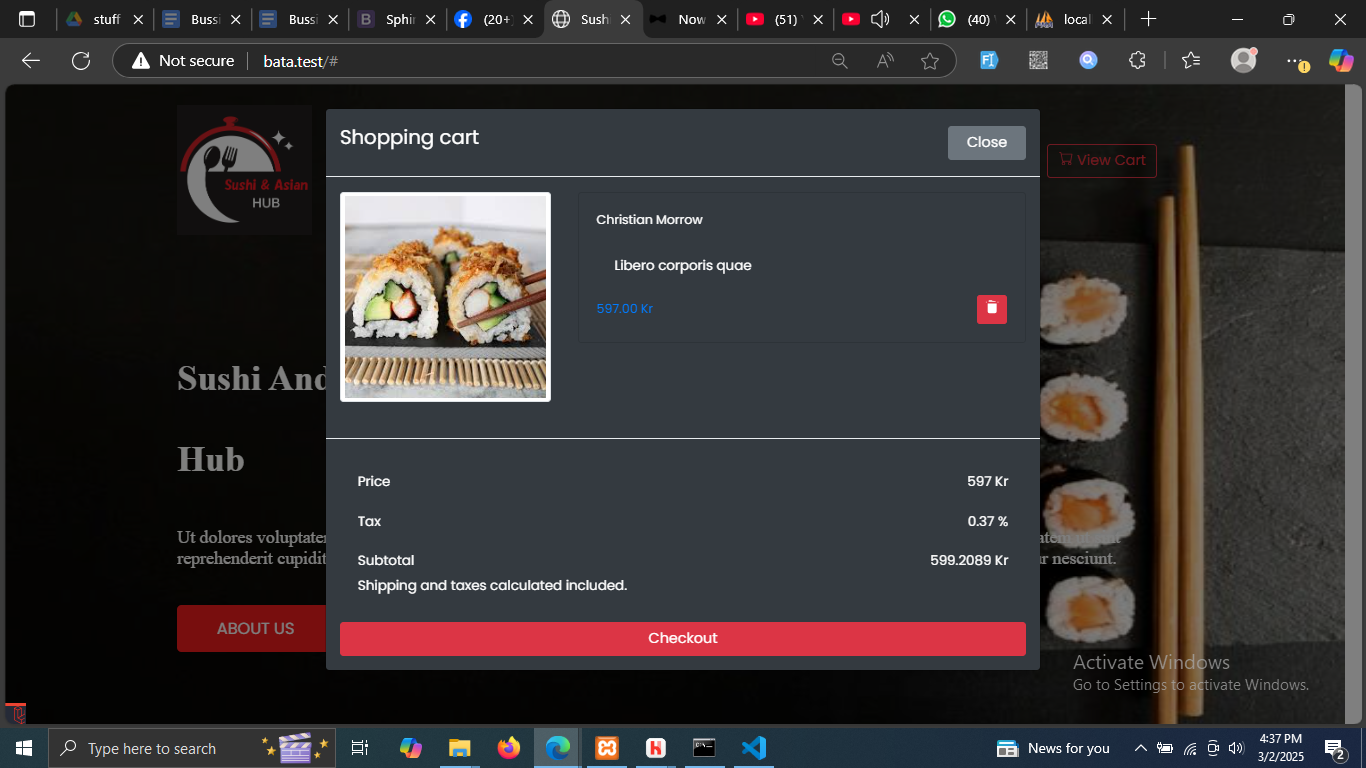 stuff
Bussi
Bussi
Sphir
(20+
Sushi
Now
(51)
(40)
local
Not secure
bata.test/#
Shopping cart
Close
View Cart
Sushi & Asian
HUB
Christian Morrow
Libero corporis quae
597.00 Kr
Sushi And
Hub
Price
597 Kr
Tax
0.37 %
Ut dolores voluptate
reprehenderit cupidit
r nesciunt.
Subtotal
599.2089 Kr
Shipping and taxes calculated included.
ABOUT US
Checkout
Activate Windows
Go to Settings to activate Windows.
Type here to search
News for you
4:37 PM
3/2/2025
2